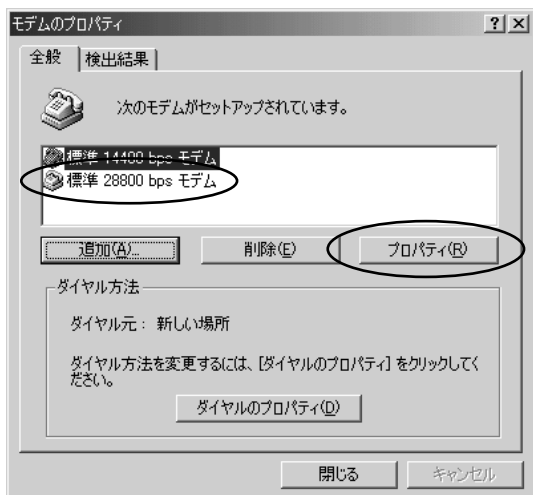 モデムのプロパティ
全般 検出結果
次のモデムがセットアップされています。
標準 14400 bps モデム
標準 28800 bps モデム
追加(A)... 削除(E) プロパティ(R)
ダイヤル方法
ダイヤル元： 新しい場所
ダイヤル方法を変更するには、[ダイヤルのプロパティ] をクリックしてく
ださい。
ダイヤルのプロパティ(D)
閉じる キャンセル